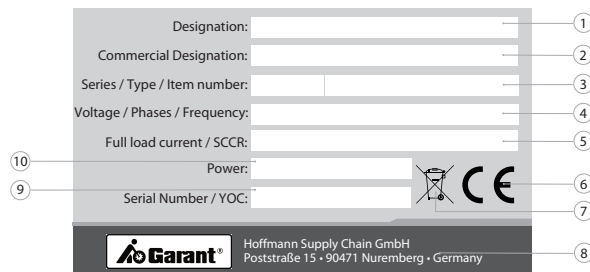 Designation:
1
Commercial Designation:
2
Series / Type / Item number:
3
Voltage / Phases / Frequency:
4
Full load current / SCCR:
5
10
Power:
6
9
Serial Number / YOC:
7
Garant®
Hoffmann Supply Chain GmbH
Poststraße 15 • 90471 Nuremberg • Germany
8
CE